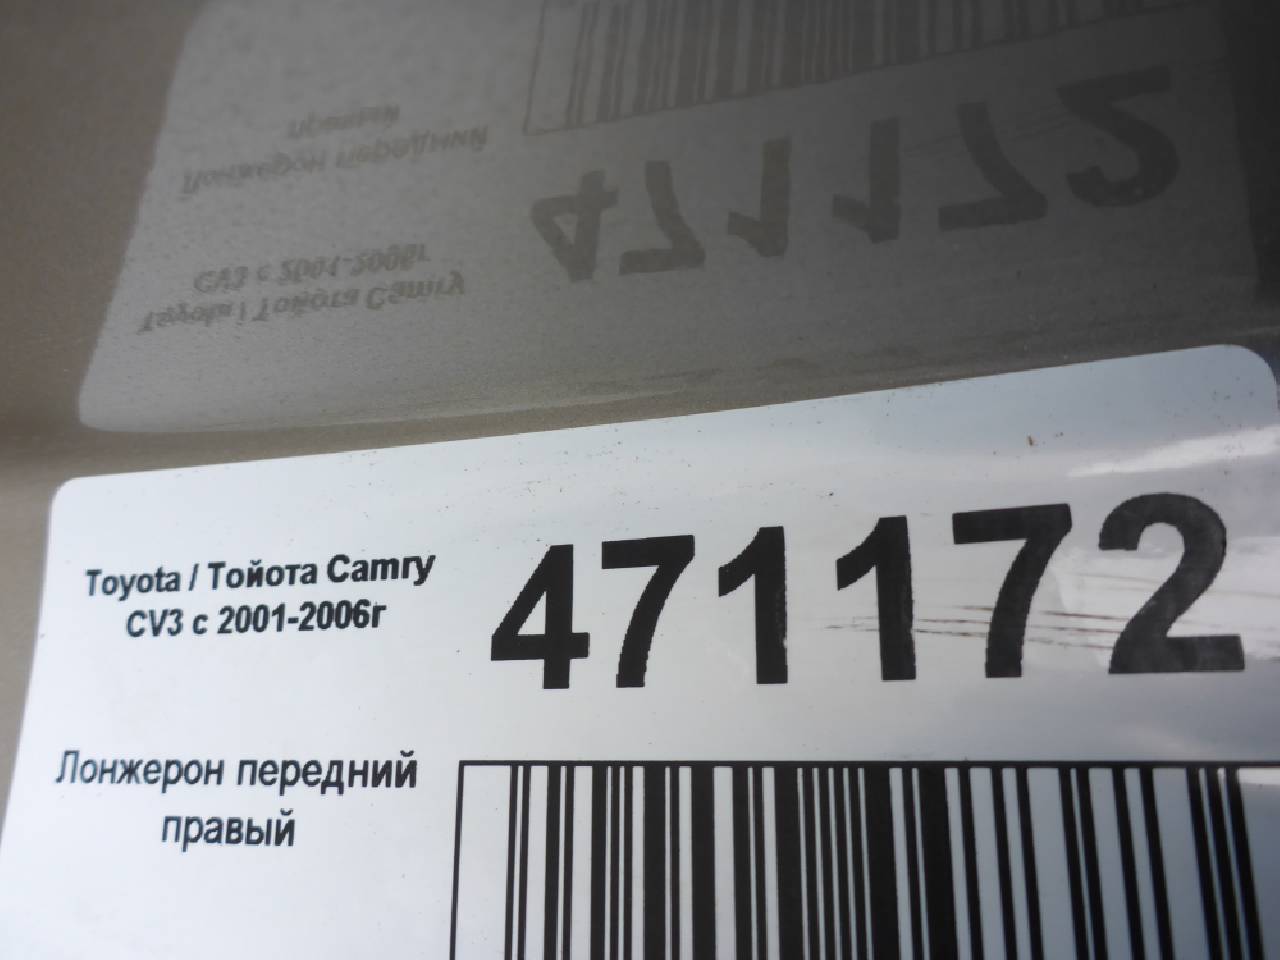 Toyota / Тойота Camry
CV3 с 2001-2006г
471172
Лонжерон передний
правый